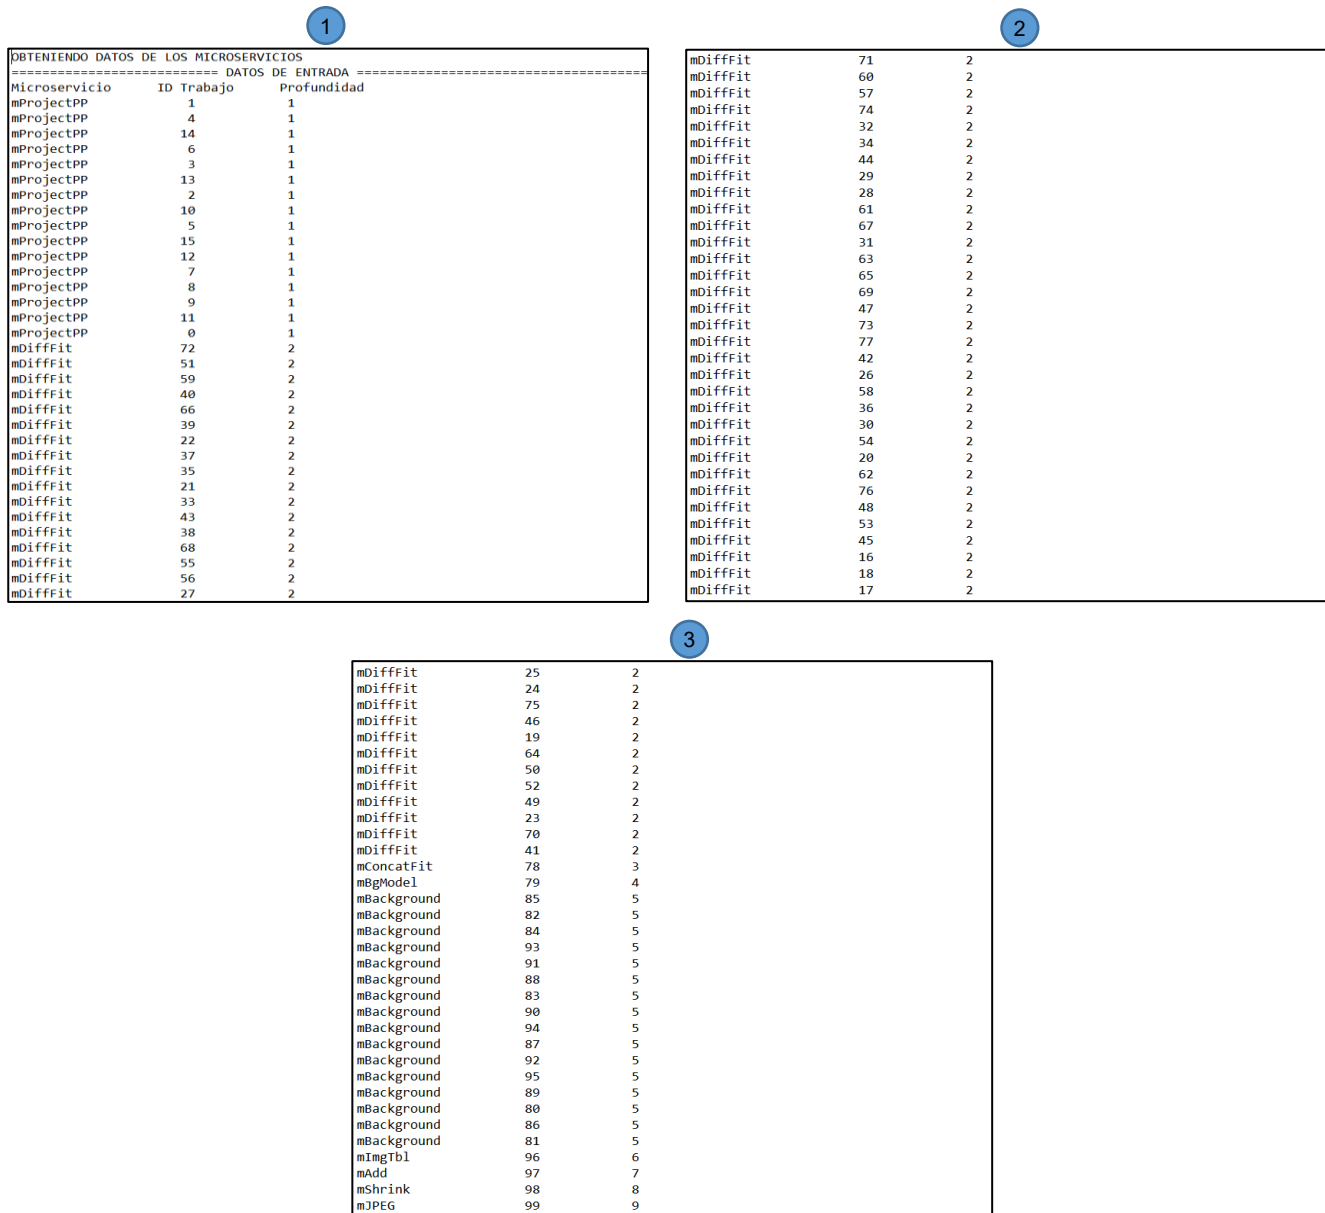 1
OBTENIENDO DATOS DE LOS MICROSERVICIOS
=========================== DATOS DE ENTRADA ======================================
Microservicio ID Trabajo Profundidad
mProjectPP 1 1
mProjectPP 4 1
mProjectPP 14 1
mProjectPP 6 1
mProjectPP 3 1
mProjectPP 13 1
mProjectPP 2 1
mProjectPP 10 1
mProjectPP 5 1
mProjectPP 15 1
mProjectPP 12 1
mProjectPP 7 1
mProjectPP 8 1
mProjectPP 9 1
mProjectPP 11 1
mProjectPP 0 1
mDiffFit 72 2
mDiffFit 51 2
mDiffFit 59 2
mDiffFit 40 2
mDiffFit 66 2
mDiffFit 39 2
mDiffFit 22 2
mDiffFit 37 2
mDiffFit 35 2
mDiffFit 21 2
mDiffFit 33 2
mDiffFit 43 2
mDiffFit 38 2
mDiffFit 68 2
mDiffFit 55 2
mDiffFit 56 2
mDiffFit 27 2
2
mDiffFit 71 2
mDiffFit 60 2
mDiffFit 57 2
mDiffFit 74 2
mDiffFit 32 2
mDiffFit 34 2
mDiffFit 44 2
mDiffFit 29 2
mDiffFit 28 2
mDiffFit 61 2
mDiffFit 67 2
mDiffFit 31 2
mDiffFit 63 2
mDiffFit 65 2
mDiffFit 69 2
mDiffFit 47 2
mDiffFit 73 2
mDiffFit 77 2
mDiffFit 42 2
mDiffFit 26 2
mDiffFit 58 2
mDiffFit 36 2
mDiffFit 30 2
mDiffFit 54 2
mDiffFit 20 2
mDiffFit 62 2
mDiffFit 76 2
mDiffFit 48 2
mDiffFit 53 2
mDiffFit 45 2
mDiffFit 16 2
mDiffFit 18 2
mDiffFit 17 2
3
mDiffFit 25 2
mDiffFit 24 2
mDiffFit 75 2
mDiffFit 46 2
mDiffFit 19 2
mDiffFit 64 2
mDiffFit 50 2
mDiffFit 52 2
mDiffFit 49 2
mDiffFit 23 2
mDiffFit 70 2
mDiffFit 41 2
mConcatFit 78 3
mBgModel 79 4
mBackground 85 5
mBackground 82 5
mBackground 84 5
mBackground 93 5
mBackground 91 5
mBackground 88 5
mBackground 83 5
mBackground 90 5
mBackground 94 5
mBackground 87 5
mBackground 92 5
mBackground 95 5
mBackground 89 5
mBackground 80 5
mBackground 86 5
mBackground 81 5
mImgTbl 96 6
mAdd 97 7
mShrink 98 8
mJPEG 99 9